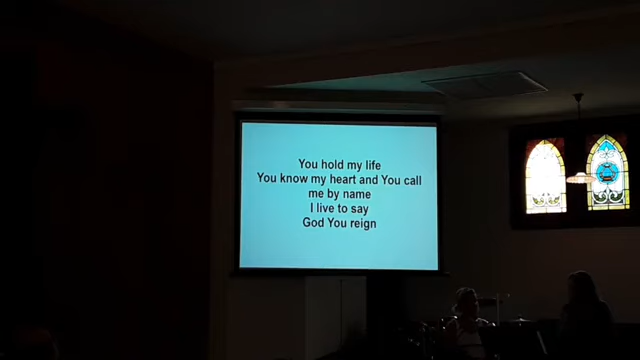 You hold my life
You know my heart and You call
me by name
I live to say
God You reign